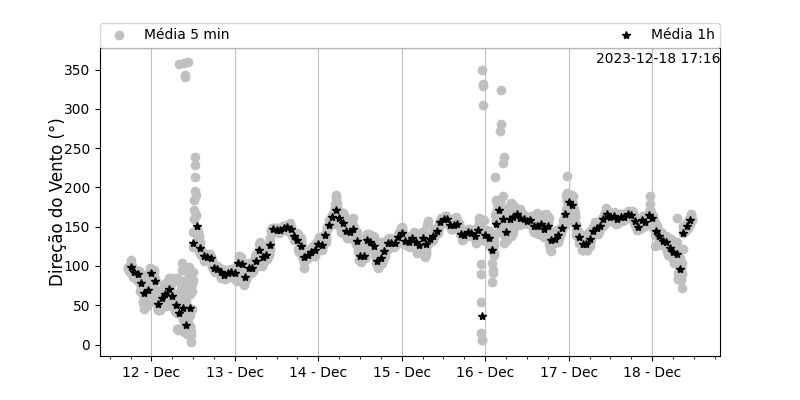 Média 5 min
Média 1h
2023-12-18 17:16
Direção do Vento (°)
350
300
250
200
150
100
50
0
12 - Dec
13 - Dec
14 - Dec
15 - Dec
16 - Dec
17 - Dec
18 - Dec